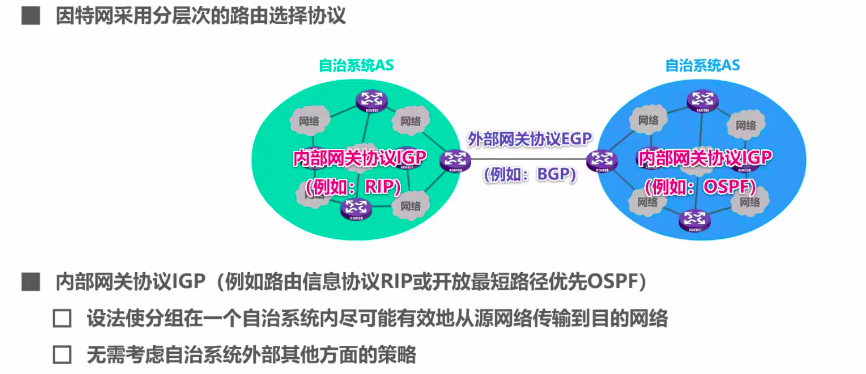 因特网采用分层次的路由选择协议
自治系统AS
自治系统AS
网络
网络
网络
网络
外部网关协议EGP
(例如：BGP)
内部网关协议IGP
(例如：RIP)
内部网关协议IGP
(例如：OSPF)
网络
网络
网络
网络
ROUTER
ROUTER
ROUTER
ROUTER
ROUTER
ROUTER
内部网关协议IGP（例如路由信息协议RIP或开放最短路径优先OSPF）
设法使分组在一个自治系统内尽可能有效地从源网络传输到目的网络
无需考虑自治系统外部其他方面的策略